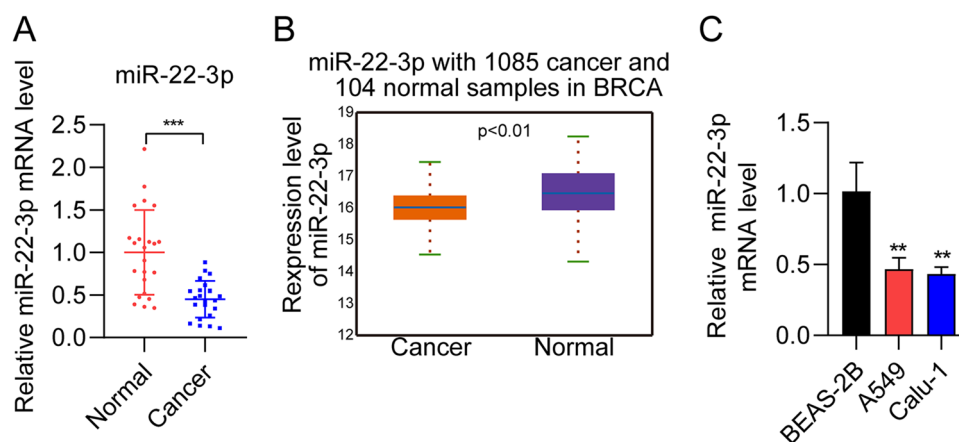 A
miR-22-3p
Relative miR-22-3p mRNA level
2.5
2.0
1.5
1.0
0.5
0.0
***
Normal
Cancer
B
miR-22-3p with 1085 cancer and
104 normal samples in BRCA
Rexpression level
of miR-22-3p
19
18
17
16
15
14
13
12
p<0.01
Cancer
Normal
C
Relative miR-22-3p
mRNA level
1.5
1.0
0.5
0.0
**
**
BEAS-2B
A549
Calu-1